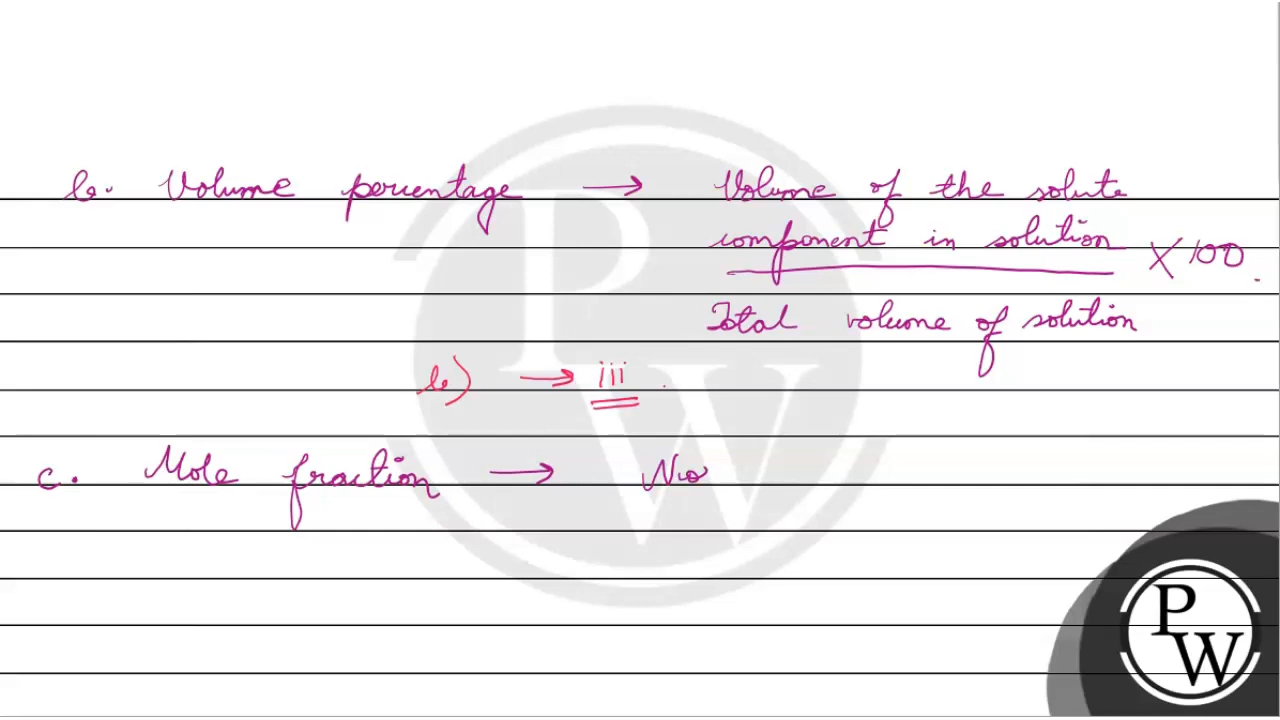 b. Volume percentage → Volume of the solute
component in solution × 100.
Total volume of solution
b) → iii.
c. Mole fraction → No
P
W
P
W